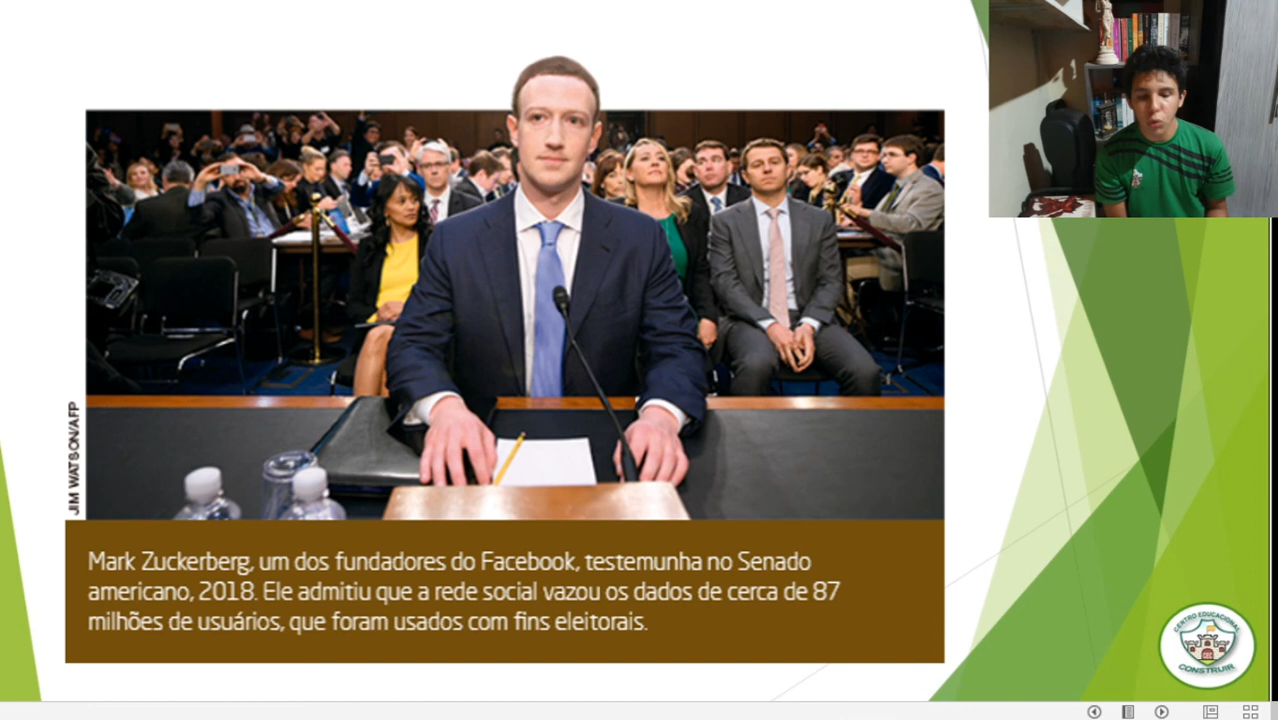 JIM WATSON/AFP
Mark Zuckerberg, um dos fundadores do Facebook, testemunha no Senado
americano, 2018. Ele admitiu que a rede social vazou os dados de cerca de 87
milhões de usuários, que foram usados com fins eleitorais.
CENTRO EDUCACIONAL
CONSTRUIR